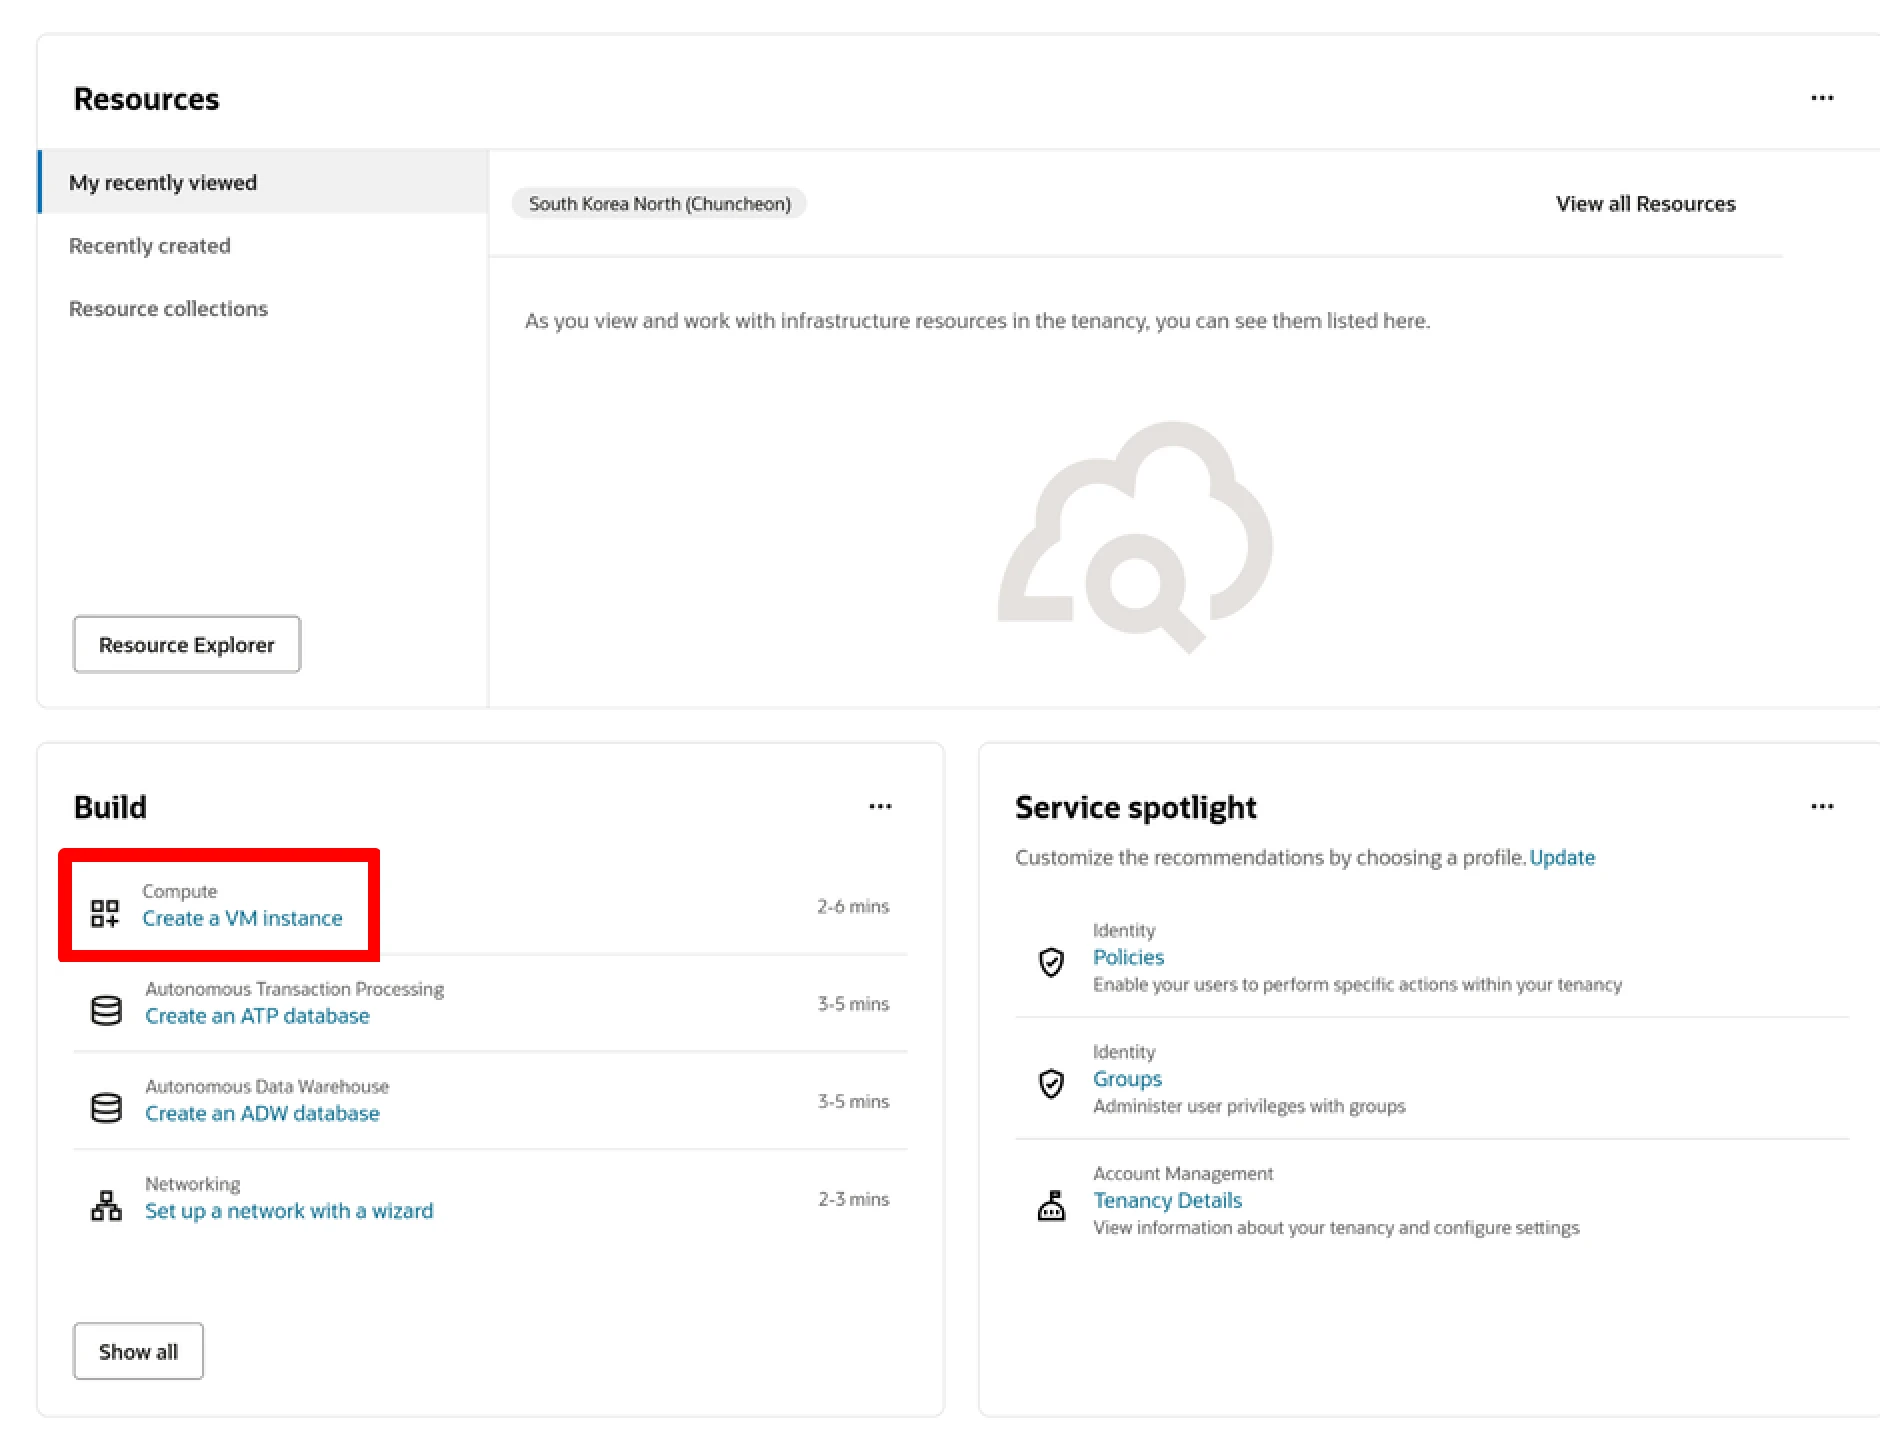 Resources
...
My recently viewed
Recently created
Resource collections
Resource Explorer
South Korea North (Chuncheon)
View all Resources
As you view and work with infrastructure resources in the tenancy, you can see them listed here.
Build
...
Compute
Create a VM instance
2-6 mins
Autonomous Transaction Processing
Create an ATP database
3-5 mins
Autonomous Data Warehouse
Create an ADW database
3-5 mins
Networking
Set up a network with a wizard
2-3 mins
Show all
Service spotlight
...
Customize the recommendations by choosing a profile. Update
Identity
Policies
Enable your users to perform specific actions within your tenancy
Identity
Groups
Administer user privileges with groups
Account Management
Tenancy Details
View information about your tenancy and configure settings